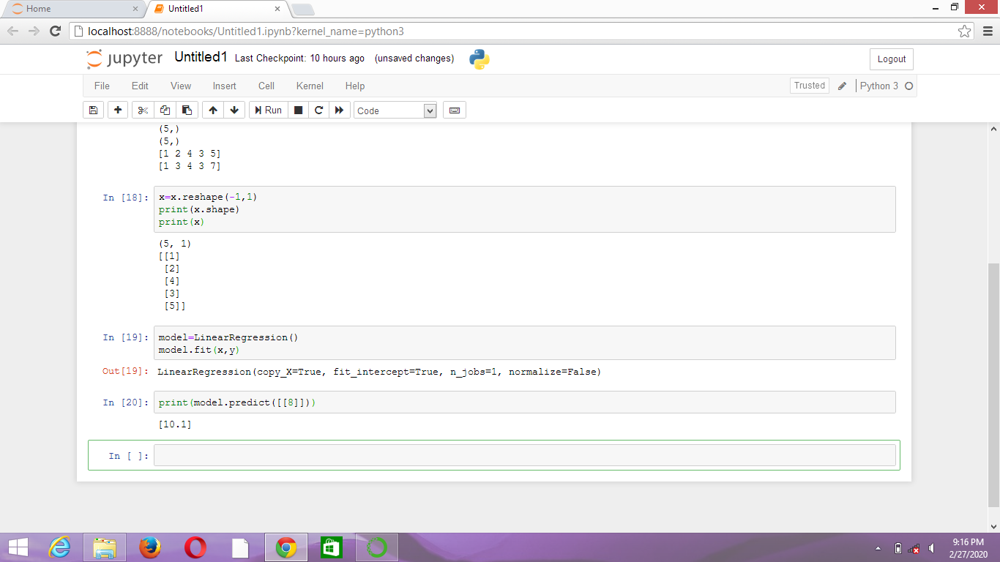 Home
Untitled1
localhost:8888/notebooks/Untitled1.ipynb?kernel_name=python3
jupyter Untitled1 Last Checkpoint: 10 hours ago (unsaved changes)
Logout
File Edit View Insert Cell Kernel Help
Trusted Python 3
Run Code
(5,)
(5,)
[1 2 4 3 5]
[1 3 4 3 7]
In [18]: x=x.reshape(-1,1)
print(x.shape)
print(x)
(5, 1)
[[1]
[2]
[4]
[3]
[5]]
In [19]: model=LinearRegression()
model.fit(x,y)
Out[19]: LinearRegression(copy_X=True, fit_intercept=True, n_jobs=1, normalize=False)
In [20]: print(model.predict([[8]]))
[10.1]
In [ ]:
9:16 PM
2/27/2020